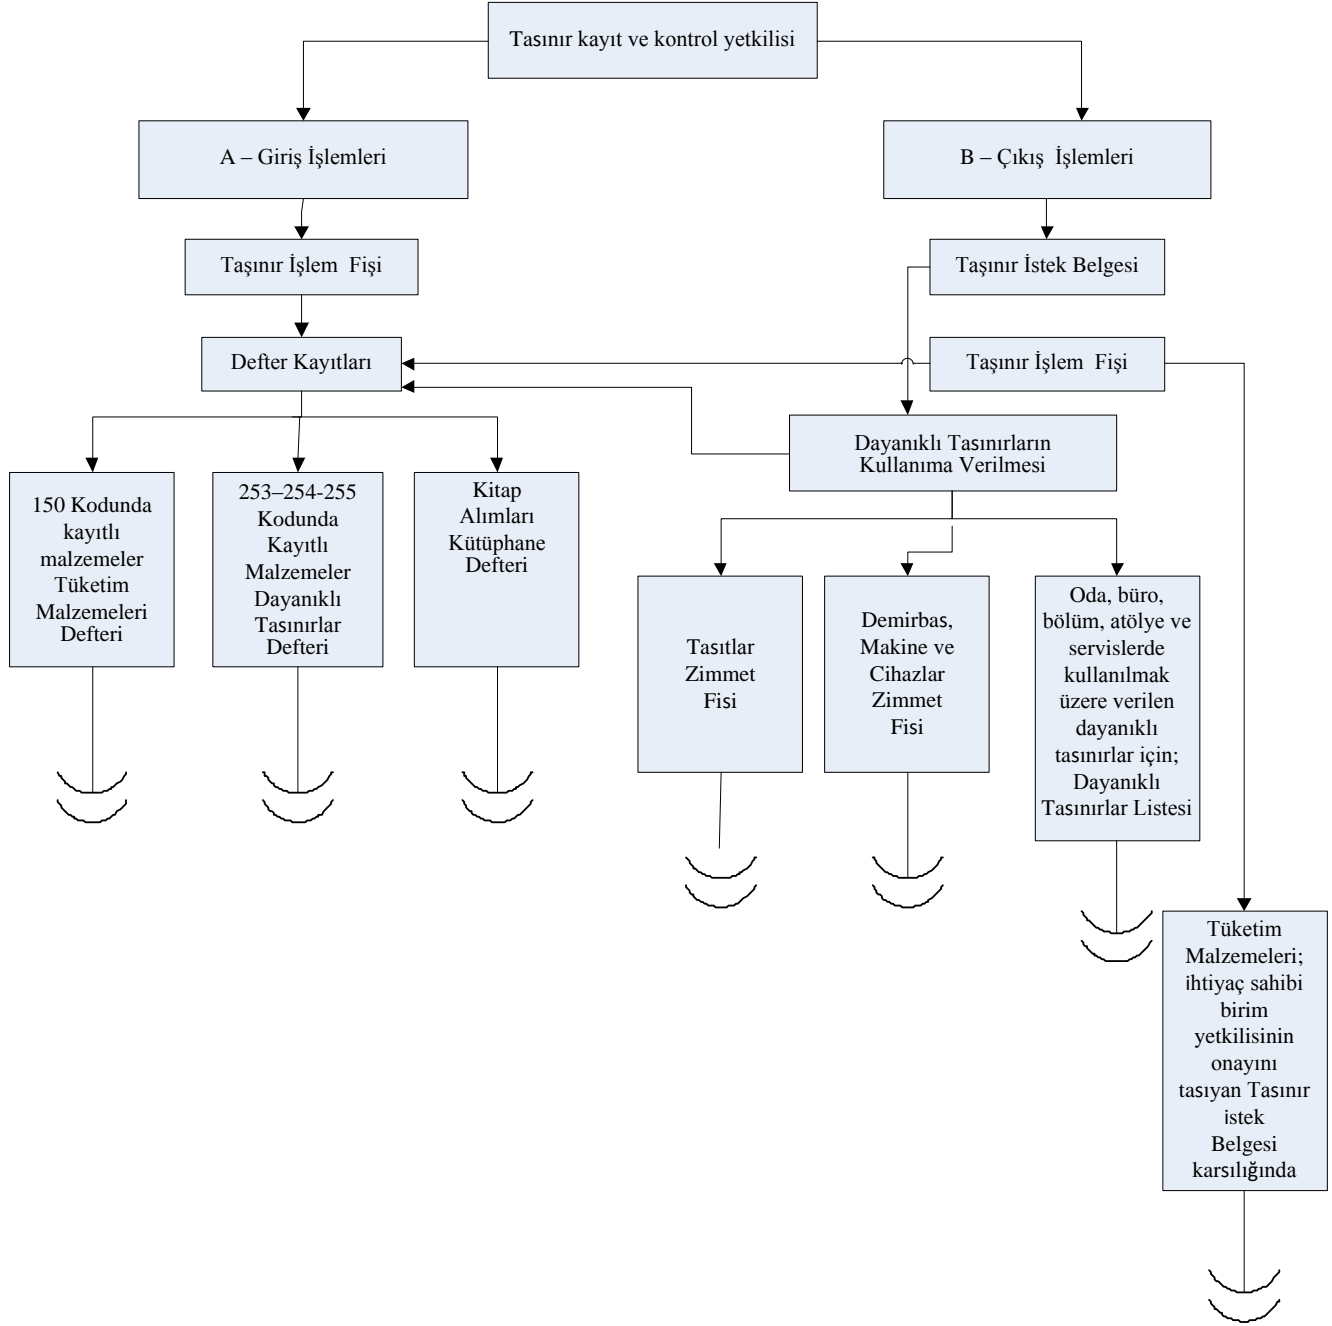 Tasınır kayıt ve kontrol yetkilisi
A – Giriş İşlemleri
B – Çıkış  İşlemleri
Taşınır İşlem  Fişi
Taşınır İstek Belgesi
Defter Kayıtları
Taşınır İşlem  Fişi
Dayanıklı Tasınırların
Kullanıma Verilmesi
150 Kodunda
kayıtlı
malzemeler
Tüketim
Malzemeleri
Defteri
253–254-255
Kodunda
Kayıtlı
Malzemeler
Dayanıklı
Tasınırlar
Defteri
Kitap
Alımları
Kütüphane
Defteri
Tasıtlar
Zimmet
Fisi
Demirbas,
Makine ve
Cihazlar
Zimmet
Fisi
Oda, büro,
bölüm, atölye ve
servislerde
kullanılmak
üzere verilen
dayanıklı
tasınırlar için;
Dayanıklı
Tasınırlar Listesi
Tüketim
Malzemeleri;
ihtiyaç sahibi
birim
yetkilisinin
onayını
tasıyan Tasınır
istek
Belgesi
karsılığında